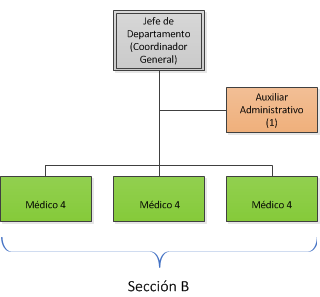 Jefe de
Departamento
(Coordinador
General)
Auxiliar
Administrativo
(1)
Médico 4
Médico 4
Médico 4
Sección B